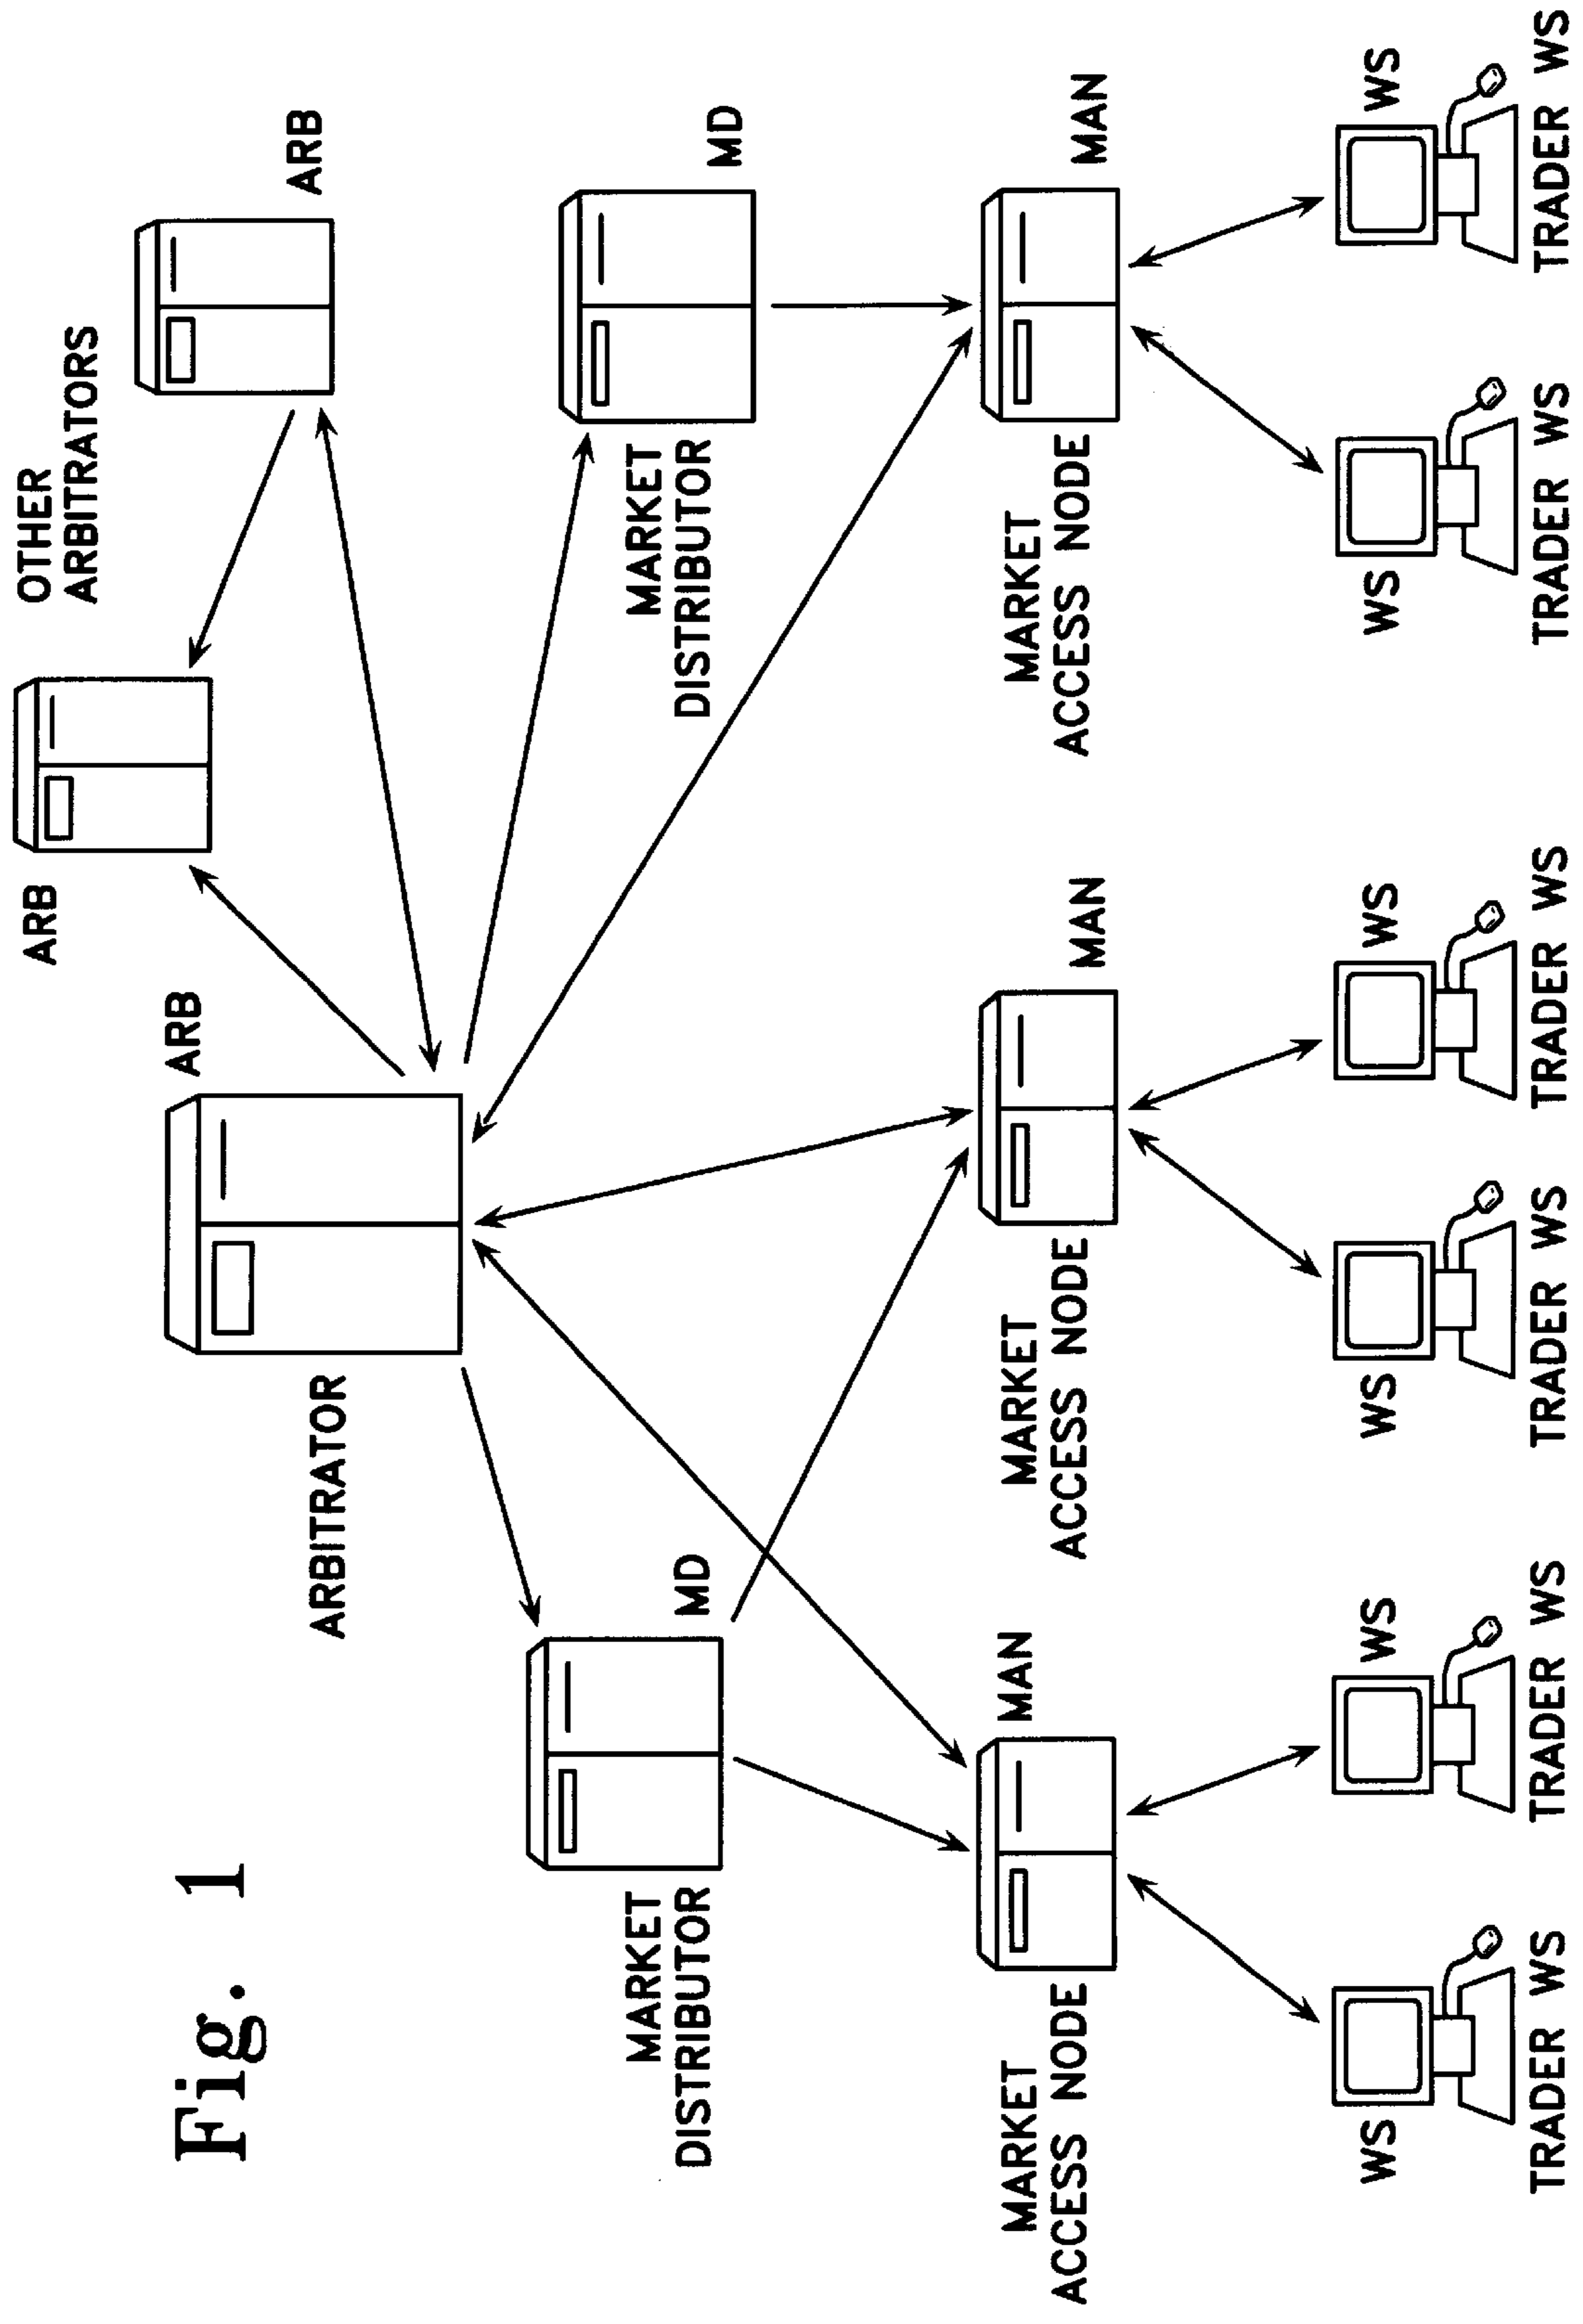 Fig. 1
OTHER
ARBITRATORS
ARB
ARB
ARB
ARBITRATOR
MARKET
DISTRIBUTOR
MD
MARKET
DISTRIBUTOR
MD
MARKET
ACCESS NODE
MAN
MARKET
ACCESS NODE
MAN
MARKET
ACCESS NODE
MAN
WS
WS
WS
WS
WS
WS
TRADER WS
TRADER WS
TRADER WS
TRADER WS
TRADER WS
TRADER WS